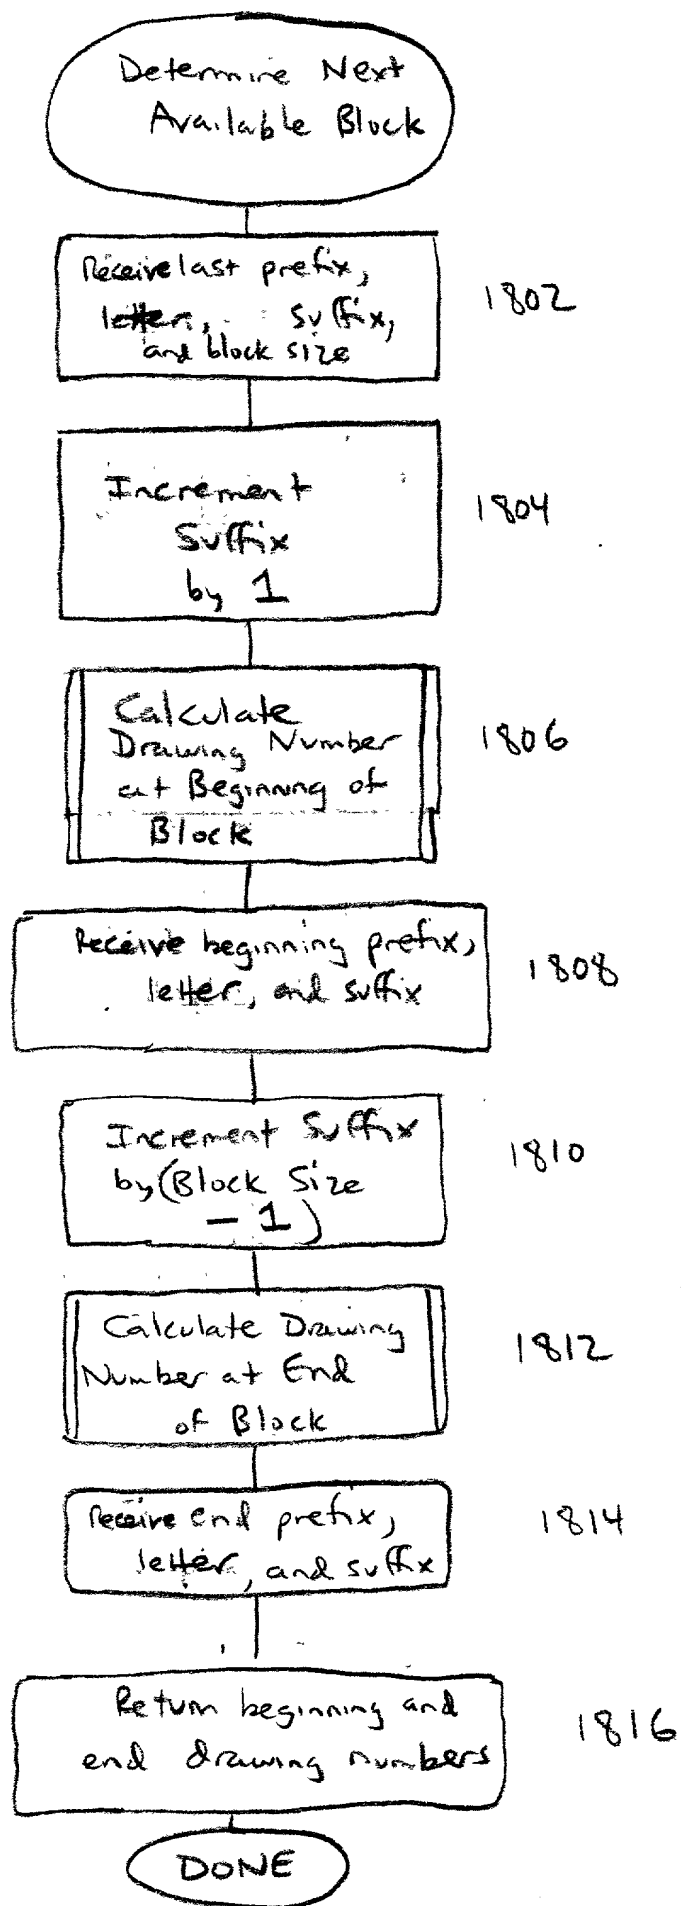 Determine Next
Available Block
Receive last prefix,
letter, suffix,
and block size
1802
Increment
Suffix
by 1
1804
Calculate
Drawing Number
at Beginning of
Block
1806
Receive beginning prefix,
letter, and suffix
1808
Increment Suffix
by (Block Size
- 1)
1810
Calculate Drawing
Number at End
of Block
1812
Receive end prefix,
letter, and suffix
1814
Return beginning and
end drawing numbers
1816
DONE